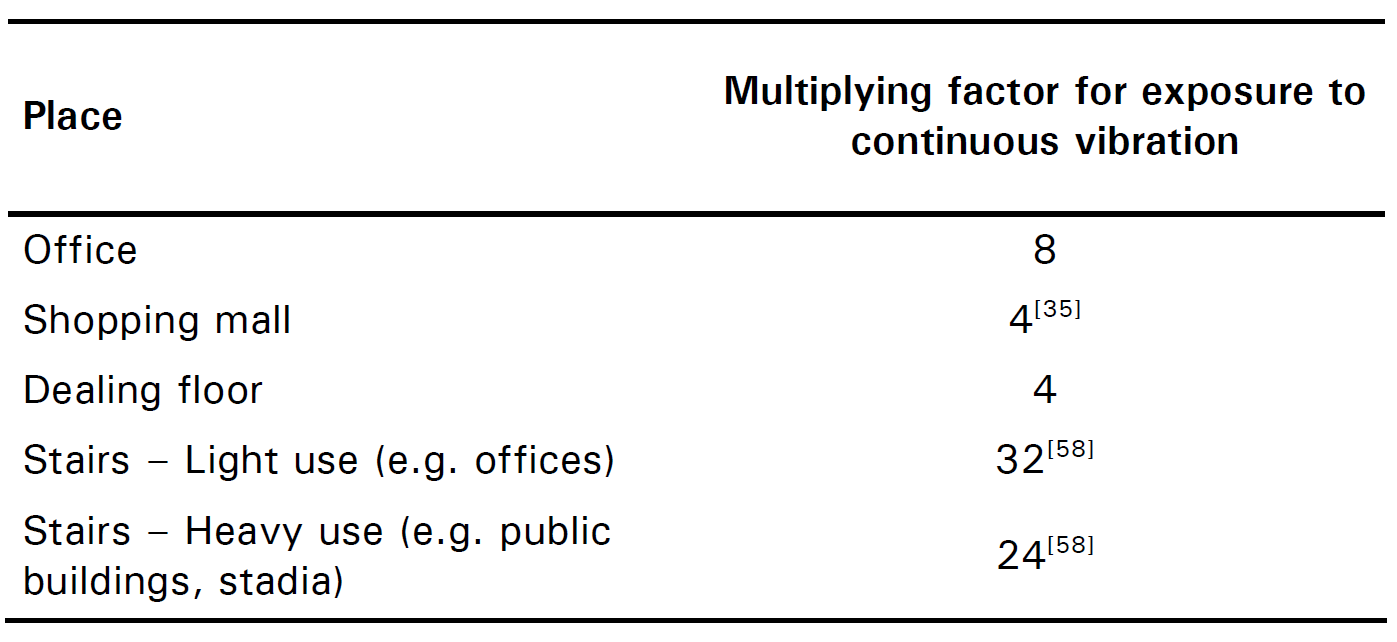 Place
Multiplying factor for exposure to
continuous vibration
Office 8
Shopping mall 4[35]
Dealing floor 4
Stairs – Light use (e.g. offices) 32[58]
Stairs – Heavy use (e.g. public
buildings, stadia) 24[58]